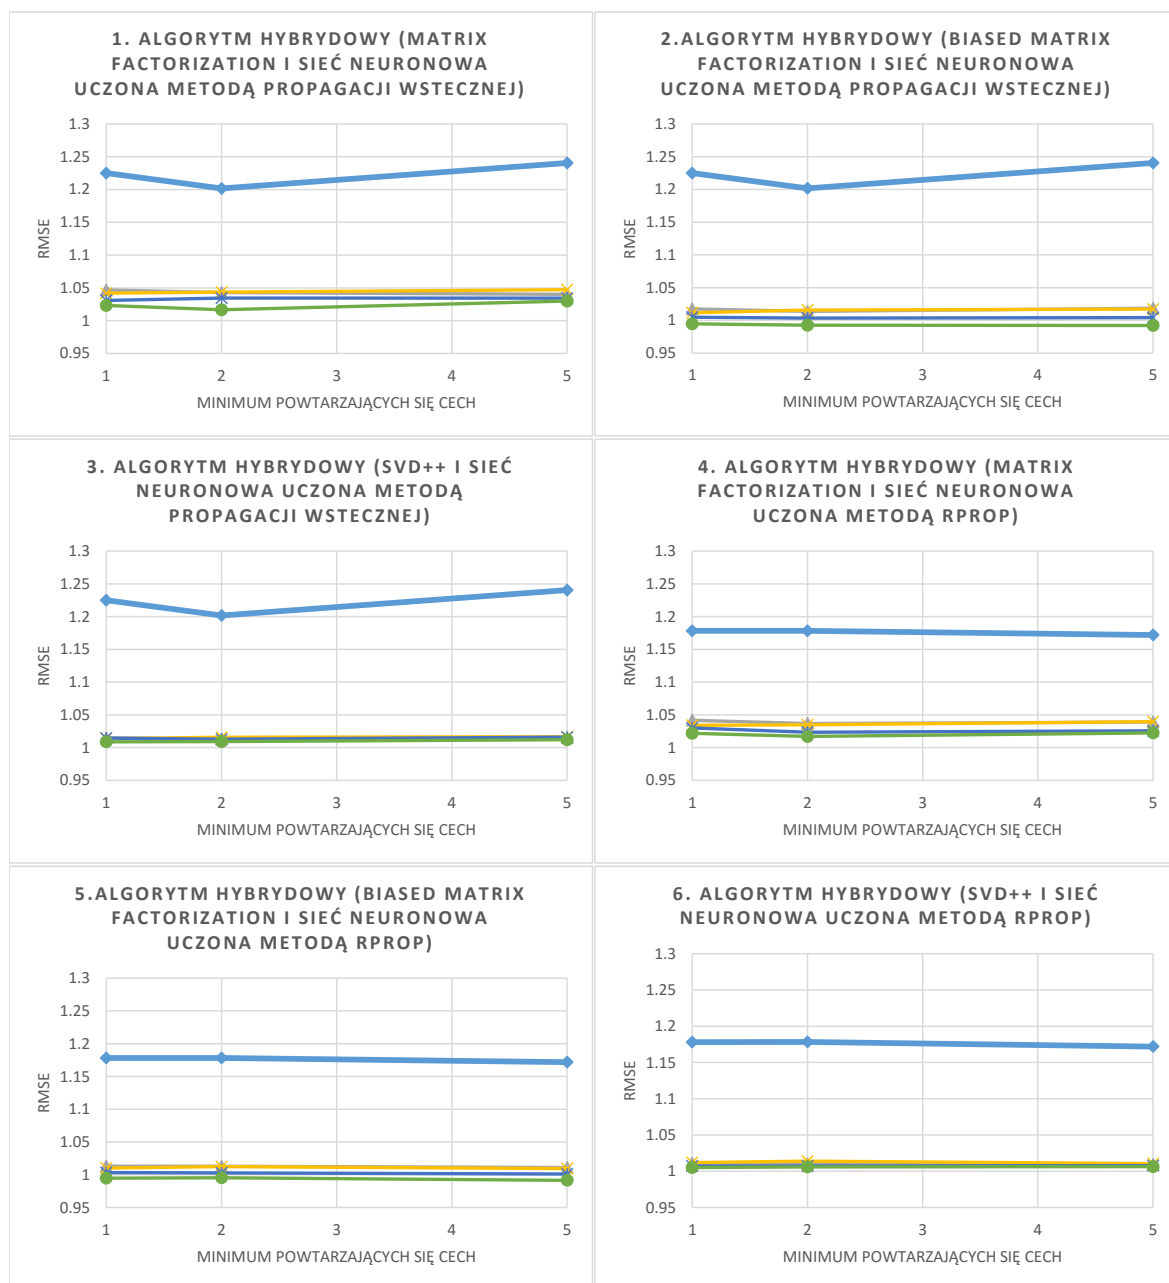 1. ALGORYTM HYBRYDOWY (MATRIX
FACTORIZATION I SIEĆ NEURONOWA
UCZONA METODĄ PROPAGACJI WSTECZNEJ)
1.3
1.25
1.2
1.15
1.1
1.05
1
0.95
RMSE
1 2 3 4 5
MINIMUM POWTARZAJĄCYCH SIĘ CECH
2.ALGORYTM HYBRYDOWY (BIASED MATRIX
FACTORIZATION I SIEĆ NEURONOWA
UCZONA METODĄ PROPAGACJI WSTECZNEJ)
1.3
1.25
1.2
1.15
1.1
1.05
1
0.95
RMSE
1 2 3 4 5
MINIMUM POWTARZAJĄCYCH SIĘ CECH
3. ALGORYTM HYBRYDOWY (SVD++ I SIEĆ
NEURONOWA UCZONA METODĄ
PROPAGACJI WSTECZNEJ)
1.3
1.25
1.2
1.15
1.1
1.05
1
0.95
RMSE
1 2 3 4 5
MINIMUM POWTARZAJĄCYCH SIĘ CECH
4. ALGORYTM HYBRYDOWY (MATRIX
FACTORIZATION I SIEĆ NEURONOWA
UCZONA METODĄ RPROP)
1.3
1.25
1.2
1.15
1.1
1.05
1
0.95
RMSE
1 2 3 4 5
MINIMUM POWTARZAJĄCYCH SIĘ CECH
5.ALGORYTM HYBRYDOWY (BIASED MATRIX
FACTORIZATION I SIEĆ NEURONOWA
UCZONA METODĄ RPROP)
1.3
1.25
1.2
1.15
1.1
1.05
1
0.95
RMSE
1 2 3 4 5
MINIMUM POWTARZAJĄCYCH SIĘ CECH
6. ALGORYTM HYBRYDOWY (SVD++ I SIEĆ
NEURONOWA UCZONA METODĄ RPROP)
1.3
1.25
1.2
1.15
1.1
1.05
1
0.95
RMSE
1 2 3 4 5
MINIMUM POWTARZAJĄCYCH SIĘ CECH